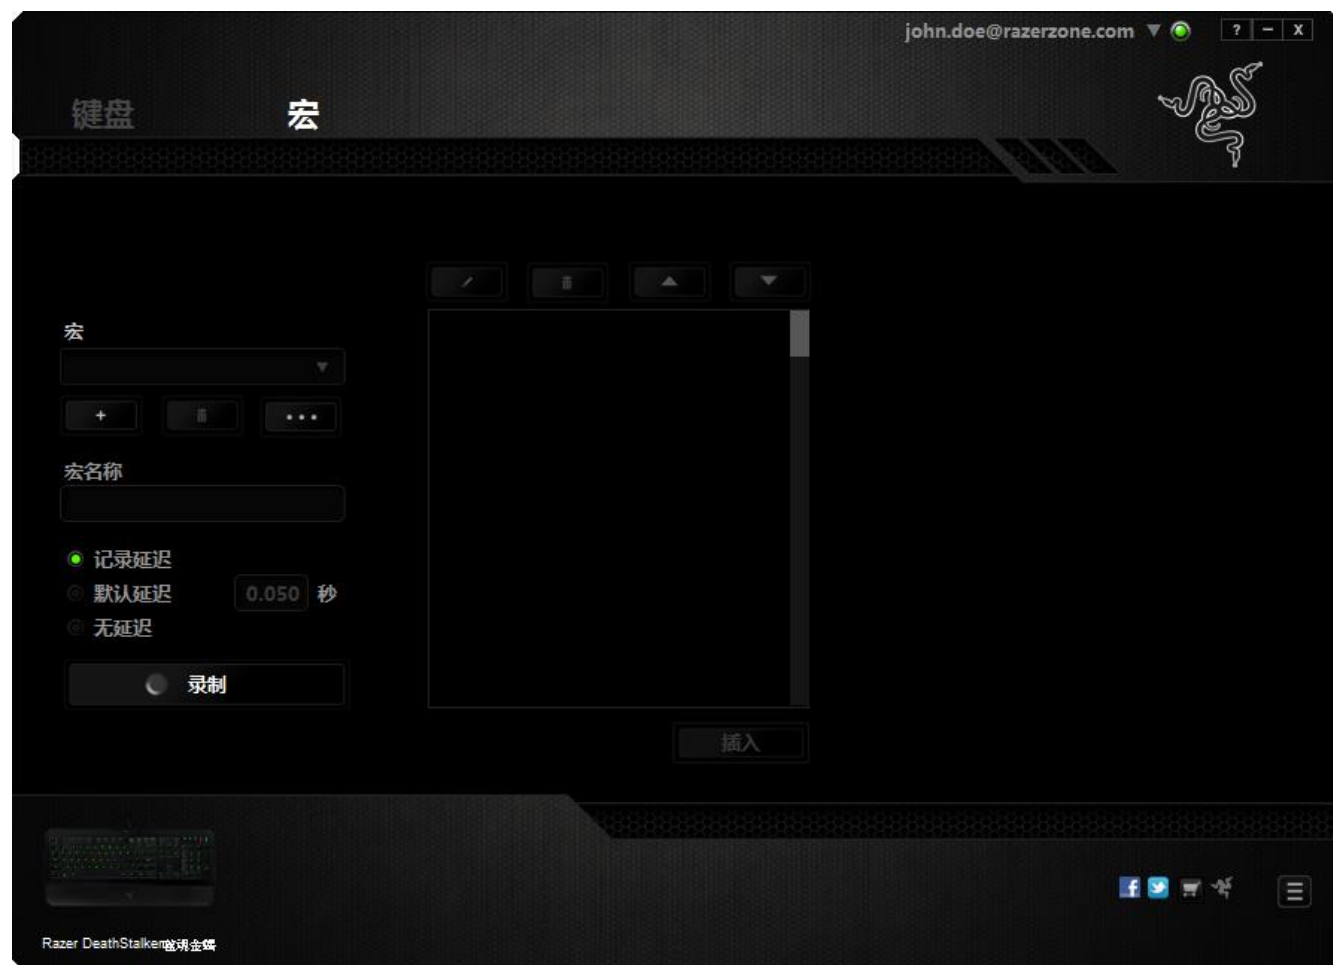 john.doe@razerzone.com
? − X
键盘 宏
宏
+ •••
宏名称
记录延迟
默认延迟 0.050 秒
无延迟
录制
插入
Razer DeathStalker